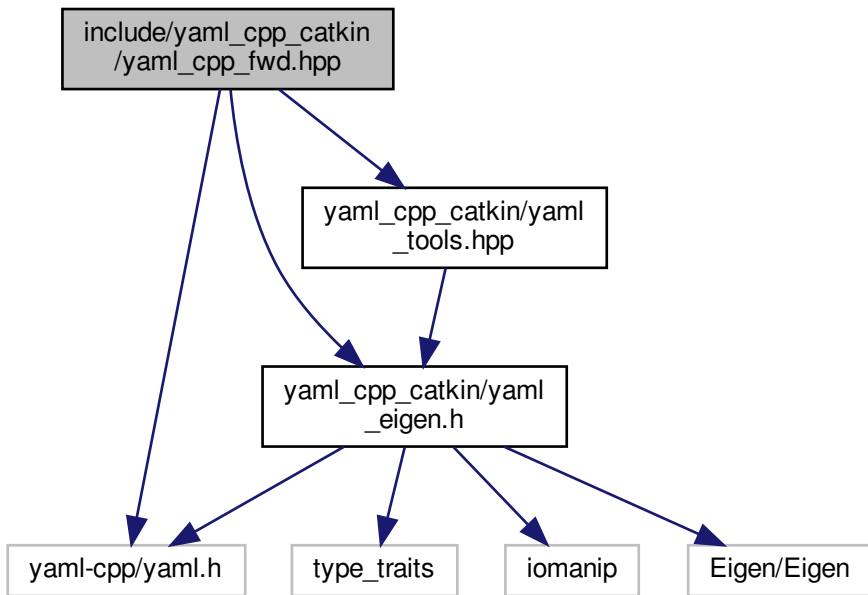 include/yaml_cpp_catkin
/yaml_cpp_fwd.hpp
yaml_cpp_catkin/yaml
_tools.hpp
yaml_cpp_catkin/yaml
_eigen.h
yaml-cpp/yaml.h
type_traits
iomanip
Eigen/Eigen